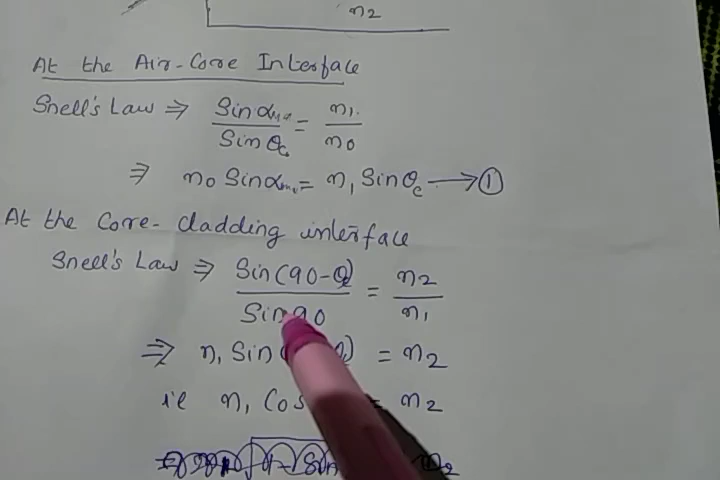 n2
At the Air-Core Interface
Snell's Law ⇒ Sin αm / Sin θc = n1 / n0
⇒ n0 Sin αm = n1 Sin θc → ①
At the Core-Cladding interface
Snell's Law ⇒ Sin(90-θc) / Sin 90 = n2 / n1
⇒ n1 Sin ( ) = n2
ie n1 Cos = n2